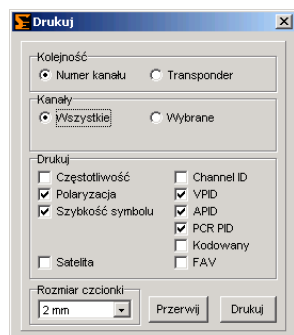 Drukuj
Kolejność
Numer kanału Transponder
Kanały
Wszystkie Wybrane
Drukuj
Częstotliwość Channel ID
Polaryzacja VPID
Szybkość symbolu APID
PCR PID
Kodowany
Satelita FAV
Rozmiar czcionki
2 mm Przerwij Drukuj